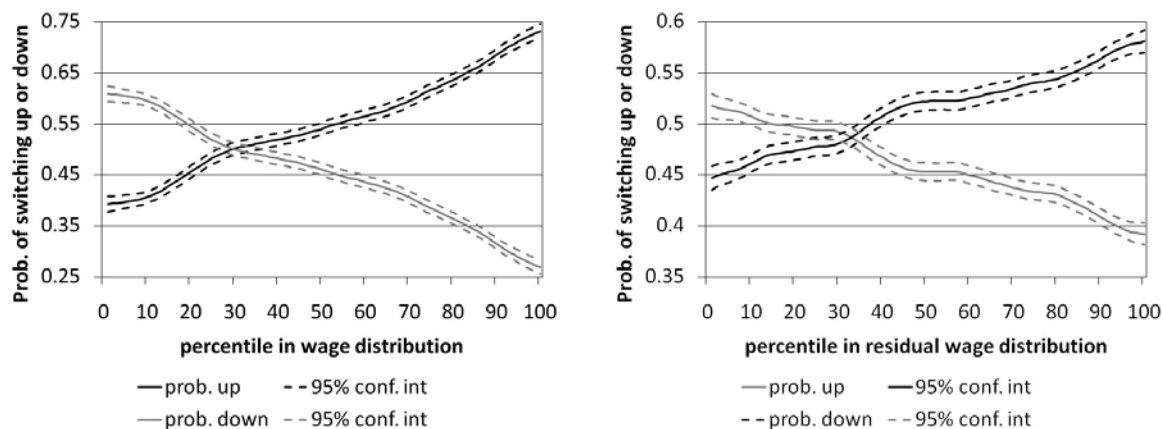 Prob. of switching up or down
0.75
0.65
0.55
0.45
0.35
0.25
0 10 20 30 40 50 60 70 80 90 100
percentile in wage distribution
prob. up 95% conf. int
prob. down 95% conf. int
Prob. of switching up or down
0.6
0.55
0.5
0.45
0.4
0.35
0 10 20 30 40 50 60 70 80 90 100
percentile in residual wage distribution
prob. up 95% conf. int
prob. down 95% conf. int